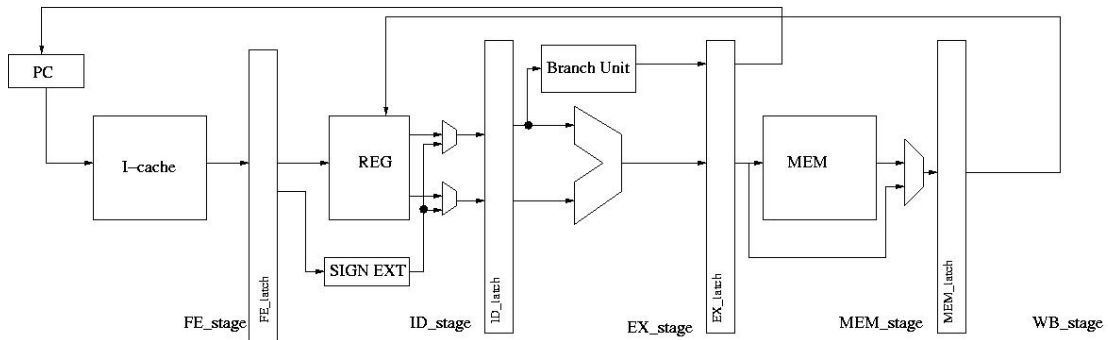 PC
I-cache
FE_latch
REG
SIGN EXT
ID_latch
Branch Unit
EX_latch
MEM
MEM_latch
FE_stage
ID_stage
EX_stage
MEM_stage
WB_stage